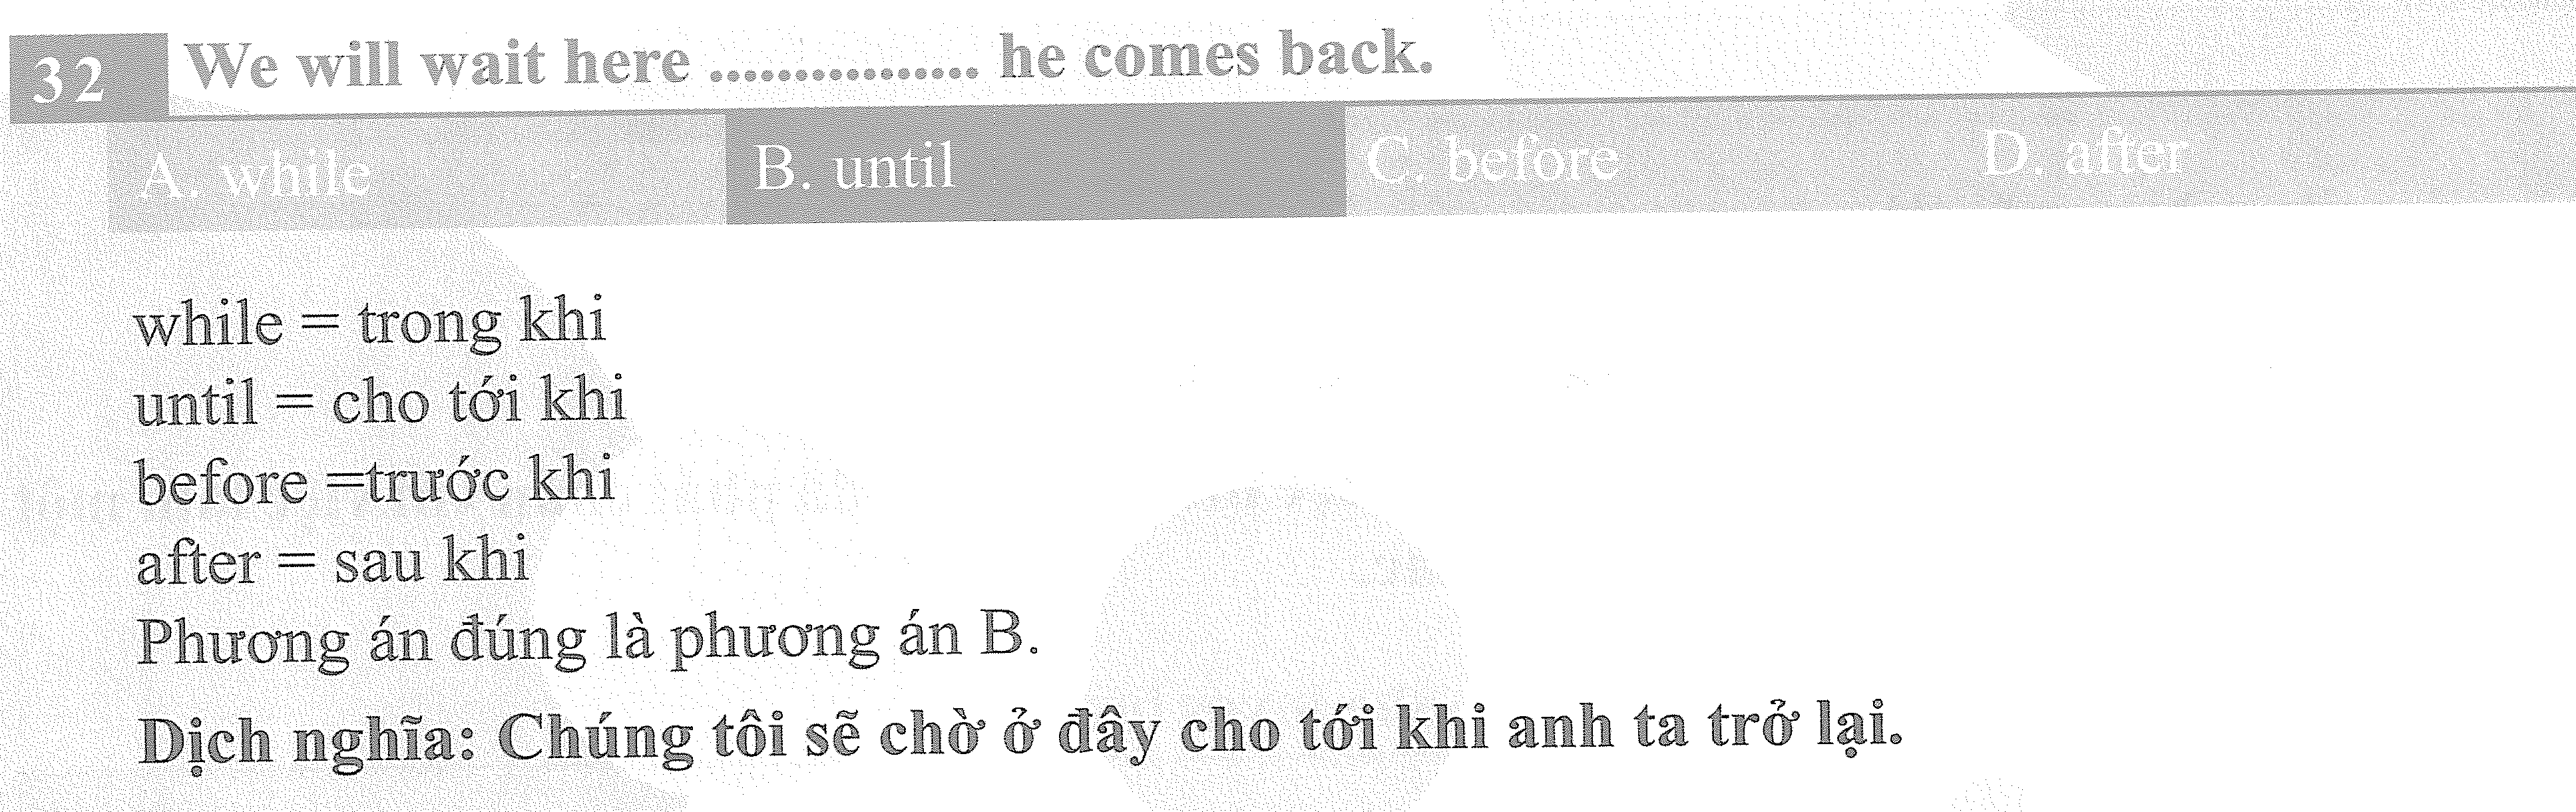 32 We will wait here ................ he comes back.
A. while B. until C. before D. after
while = trong khi
until = cho tới khi
before =trước khi
after = sau khi
Phương án đúng là phương án B.
Dịch nghĩa: Chúng tôi sẽ chờ ở đây cho tới khi anh ta trở lại.